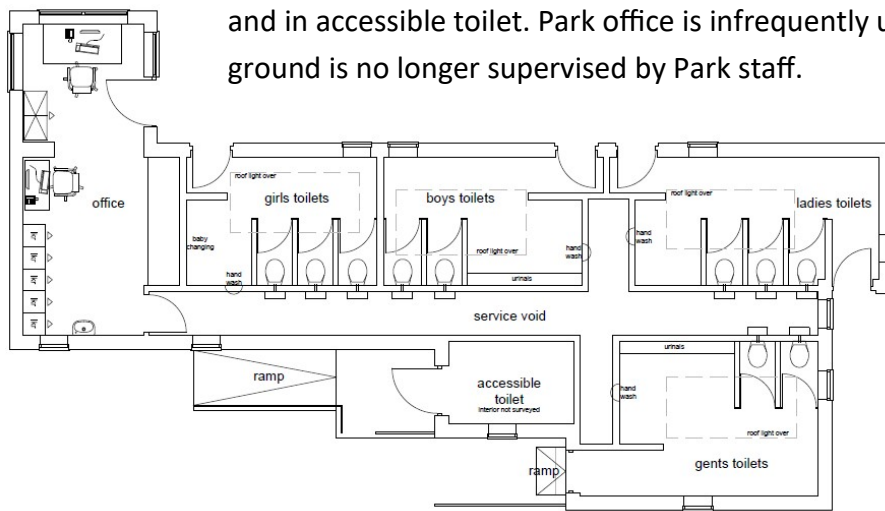 and in accessible toilet. Park office is infrequently u
ground is no longer supervised by Park staff.
office
girls toilets
roof light over
baby
changing
hand
wash
boys toilets
roof light over
urinals
hand
wash
ladies toilets
roof light over
hand
wash
service void
ramp
accessible
toilet
interior not surveyed
urinals
hand
wash
roof light over
gents toilets
ramp